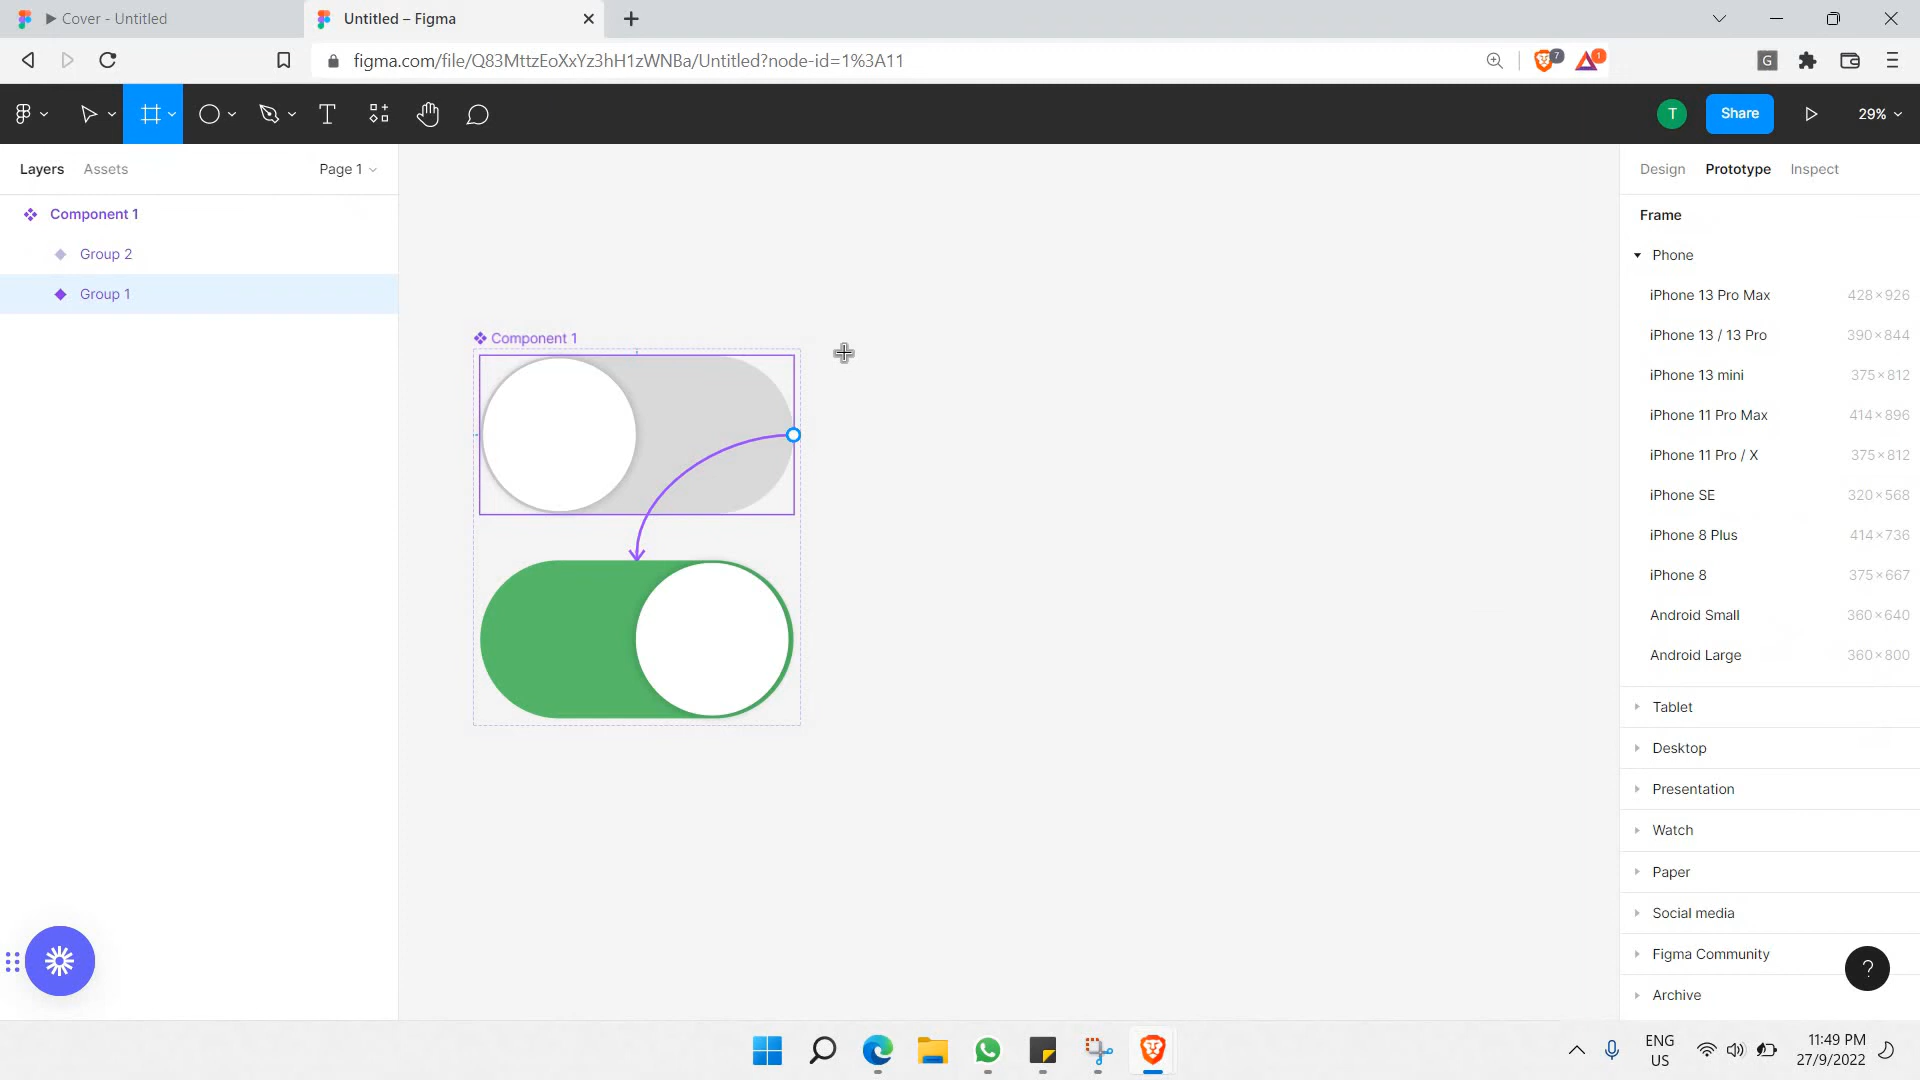 ▶ Cover - Untitled
Untitled – Figma
figma.com/file/Q83MttzEoXxYz3hH1zWNBa/Untitled?node-id=1%3A11
7
1
G
T
Share
29%
Layers
Assets
Page 1
Component 1
Group 2
Group 1
Component 1
Design
Prototype
Inspect
Frame
Phone
iPhone 13 Pro Max 428×926
iPhone 13 / 13 Pro 390×844
iPhone 13 mini 375×812
iPhone 11 Pro Max 414×896
iPhone 11 Pro / X 375×812
iPhone SE 320×568
iPhone 8 Plus 414×736
iPhone 8 375×667
Android Small 360×640
Android Large 360×800
Tablet
Desktop
Presentation
Watch
Paper
Social media
Figma Community
?
Archive
ENG
US
11:49 PM
27/9/2022